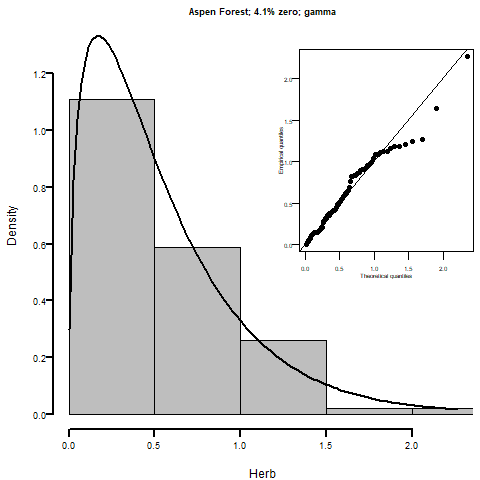 Aspen Forest; 4.1% zero; gamma
Density
0.0
0.2
0.4
0.6
0.8
1.0
1.2
0.0 0.5 1.0 1.5 2.0
Herb
Empirical quantiles
0.0
0.5
1.0
1.5
2.0
0.0 0.5 1.0 1.5 2.0
Theoretical quantiles